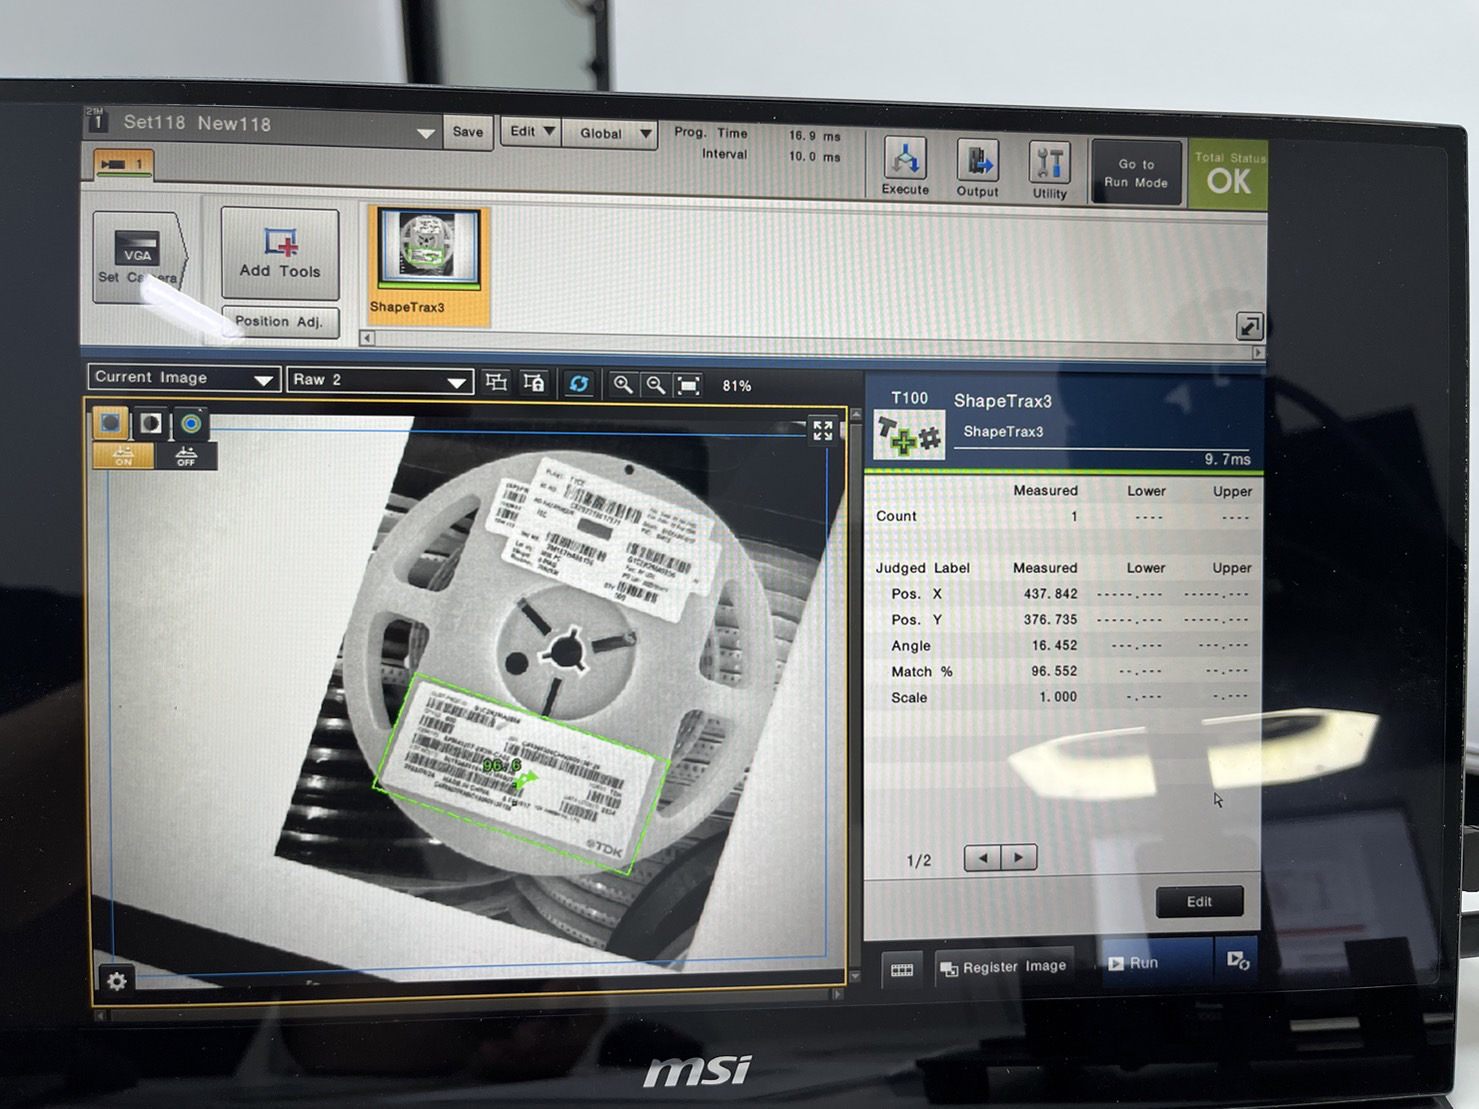 1
Set118 New118
Save
Edit
Global
Prog. Time 16.9 ms
Interval 10.0 ms
Execute
Output
Utility
Go to
Run Mode
Total Status
OK
1
VGA
Set Camera
Add Tools
Position Adj.
ShapeTrax3
Current Image
Raw 2
81%
ON
OFF
T100 ShapeTrax3
ShapeTrax3
9.7ms
Measured Lower Upper
Count 1 ---- ----
Judged Label Measured Lower Upper
Pos. X 437.842 -----.--- -----.---
Pos. Y 376.735 -----.--- -----.---
Angle 16.452 ---.--- ---.---
Match % 96.552 --.--- --.---
Scale 1.000 -.--- -.---
96.6
TDK
1/2
Edit
Register Image
Run
msi